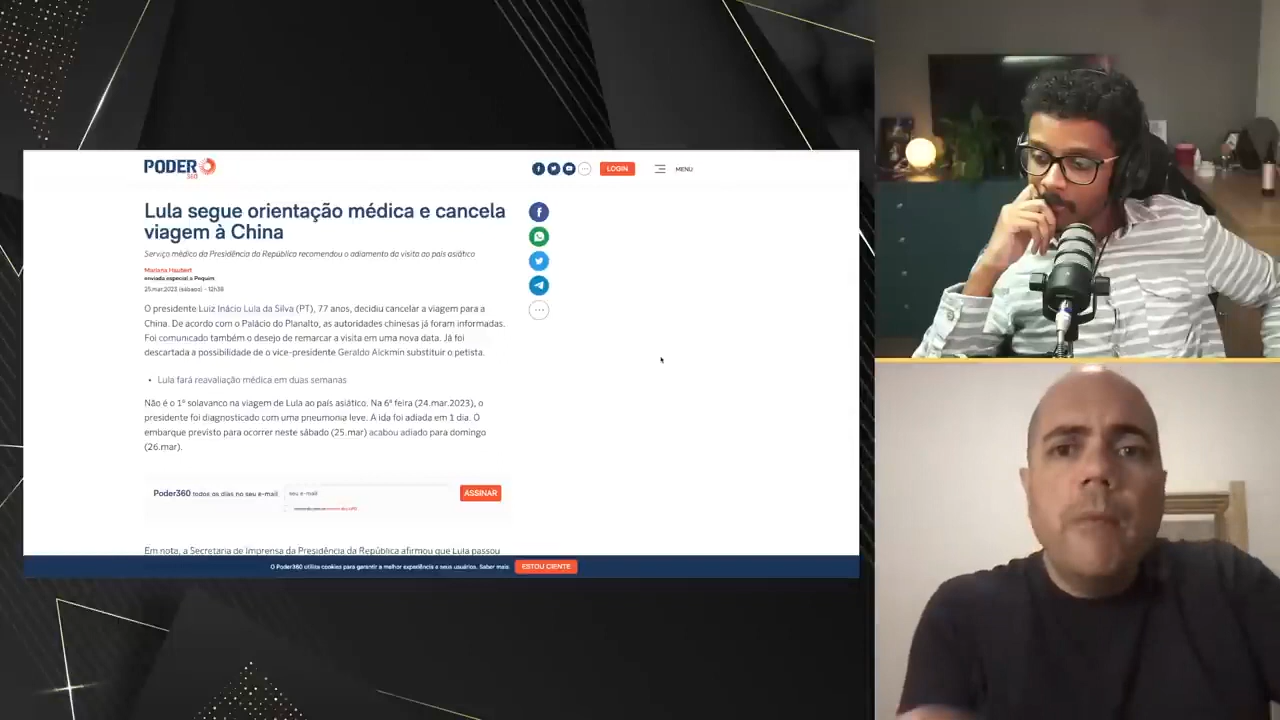 PODER
360
LOGIN
MENU
Lula segue orientação médica e cancela
viagem à China
Serviço médico da Presidência da República recomendou o adiamento da visita ao país asiático
Mariana Haubert
enviada especial a Pequim
25.mar.2023 (sábado) - 12h38
O presidente Luiz Inácio Lula da Silva (PT), 77 anos, decidiu cancelar a viagem para a
China. De acordo com o Palácio do Planalto, as autoridades chinesas já foram informadas.
Foi comunicado também o desejo de remarcar a visita em uma nova data. Já foi
descartada a possibilidade de o vice-presidente Geraldo Alckmin substituir o petista.
• Lula fará reavaliação médica em duas semanas
Não é o 1º solavanco na viagem de Lula ao país asiático. Na 6ª feira (24.mar.2023), o
presidente foi diagnosticado com uma pneumonia leve. A ida foi adiada em 1 dia. O
embarque previsto para ocorrer neste sábado (25.mar) acabou adiado para domingo
(26.mar).
Poder360 todos os dias no seu e-mail
seu e-mail
ASSINAR
Em nota, a Secretaria de Imprensa da Presidência da República afirmou que Lula passou
O Poder360 utiliza cookies para garantir a melhor experiência a seus usuários. Saber mais.
ESTOU CIENTE